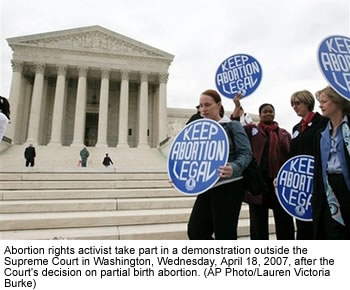 KEEP
ABORTION
LEGAL
KEEP
ABORTION
LEGAL
KEEP
ABORTION
LEGAL
KEEP
ABORTION
LEGAL
Abortion rights activist take part in a demonstration outside the
Supreme Court in Washington, Wednesday, April 18, 2007, after the
Court's decision on partial birth abortion. (AP Photo/Lauren Victoria
Burke)